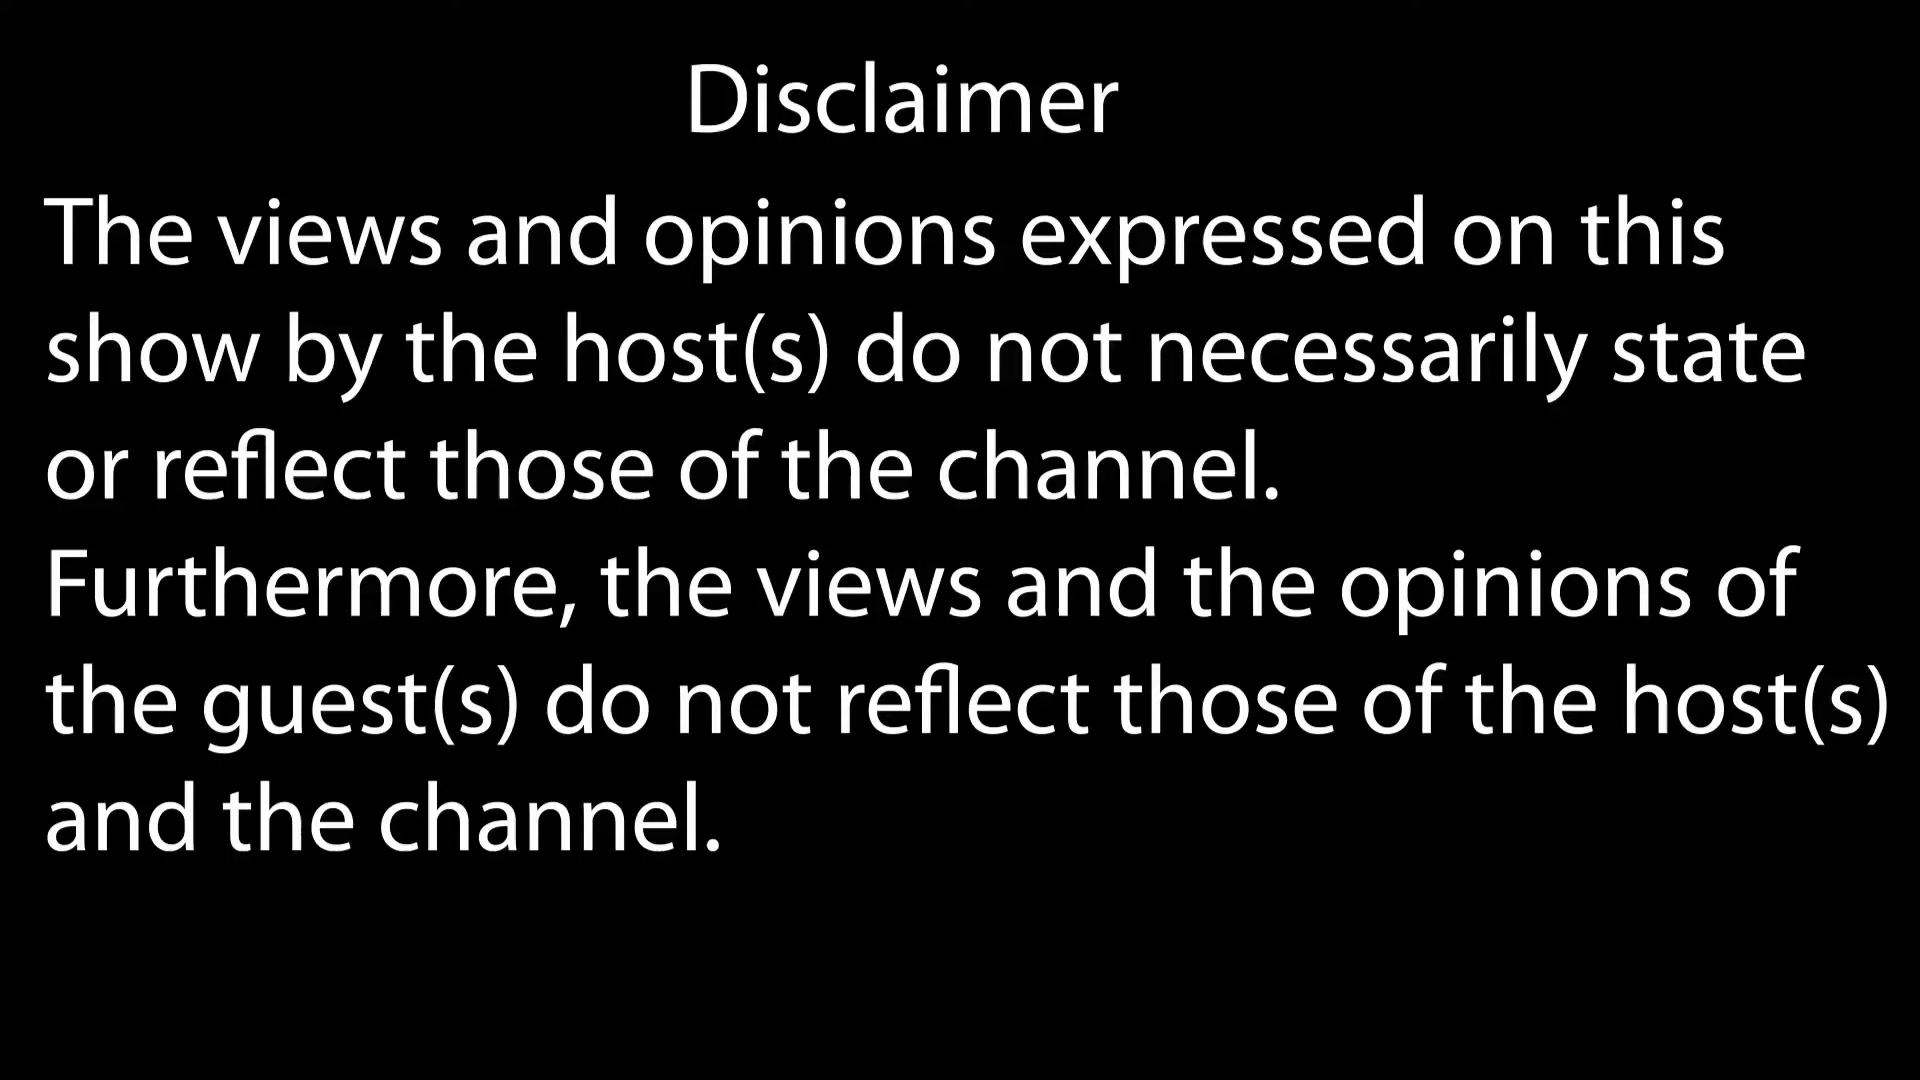 Disclaimer
The views and opinions expressed on this
show by the host(s) do not necessarily state
or reflect those of the channel.
Furthermore, the views and the opinions of
the guest(s) do not reflect those of the host(s)
and the channel.